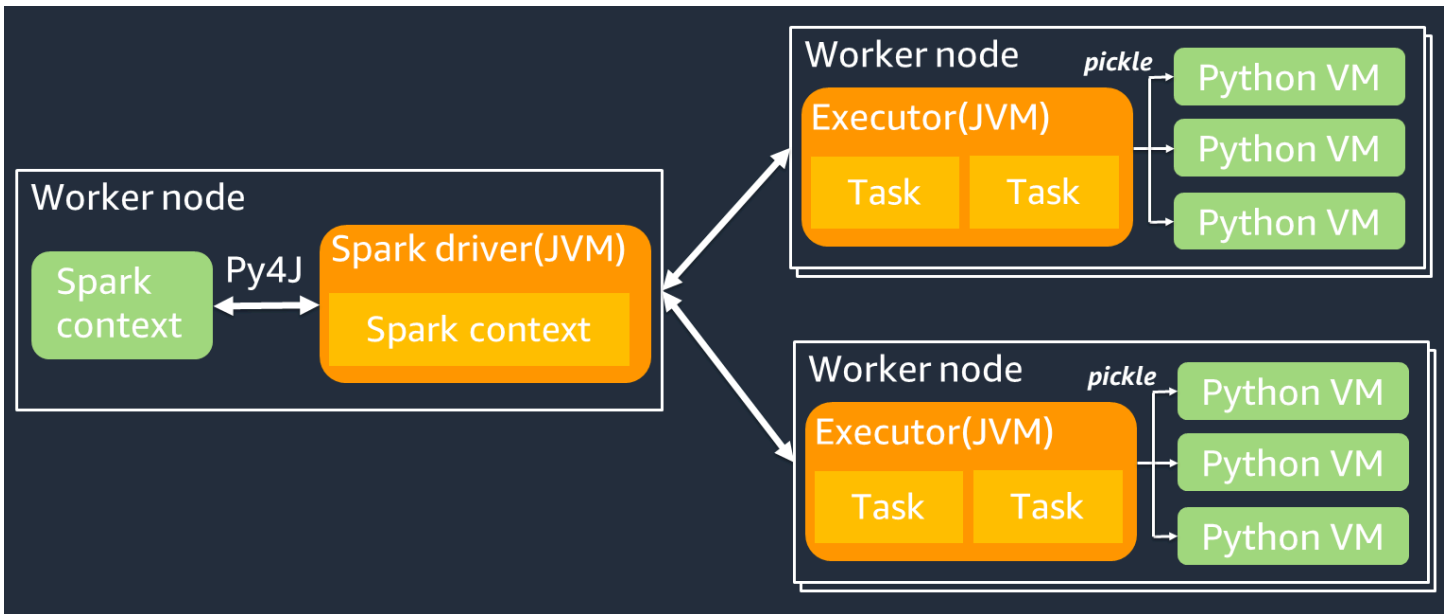 Worker node
Spark
context
Py4J
Spark driver(JVM)
Spark context
Worker node
pickle
Executor(JVM)
Task
Task
Python VM
Python VM
Python VM
Worker node
pickle
Executor(JVM)
Task
Task
Python VM
Python VM
Python VM